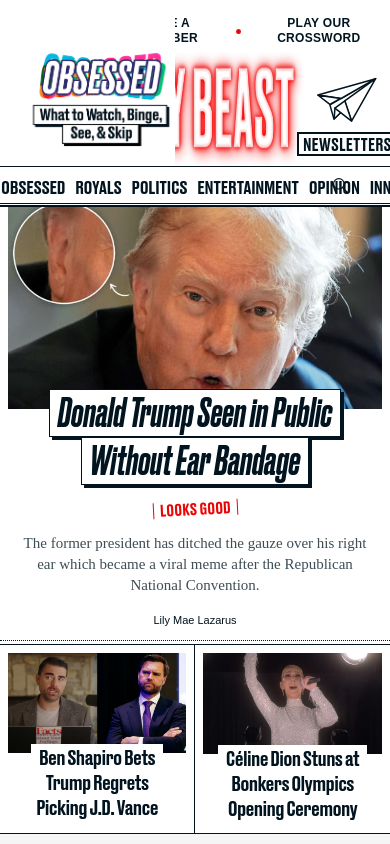 E A
BER
PLAY OUR
CROSSWORD
OBSESSED
What to Watch, Binge,
See, & Skip
Y BEAST
NEWSLETTERS
OBSESSED ROYALS POLITICS ENTERTAINMENT OPINION INN
Donald Trump Seen in Public
Without Ear Bandage
LOOKS GOOD
The former president has ditched the gauze over his right
ear which became a viral meme after the Republican
National Convention.
Lily Mae Lazarus
Facts
Ben Shapiro Bets
Trump Regrets
Picking J.D. Vance
Céline Dion Stuns at
Bonkers Olympics
Opening Ceremony